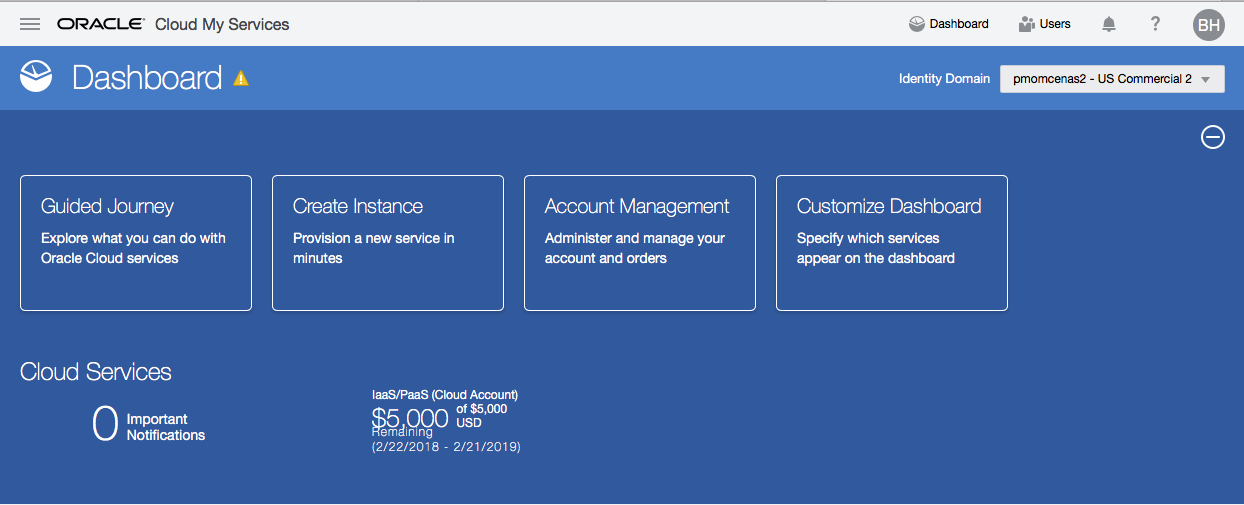 ORACLE Cloud My Services
Dashboard
Users
?
BH
Dashboard
Identity Domain
pmomcenas2 - US Commercial 2
Guided Journey
Explore what you can do with
Oracle Cloud services
Create Instance
Provision a new service in
minutes
Account Management
Administer and manage your
account and orders
Customize Dashboard
Specify which services
appear on the dashboard
Cloud Services
0
Important
Notifications
IaaS/PaaS (Cloud Account)
$5,000
of $5,000
USD
Remaining
(2/22/2018 - 2/21/2019)